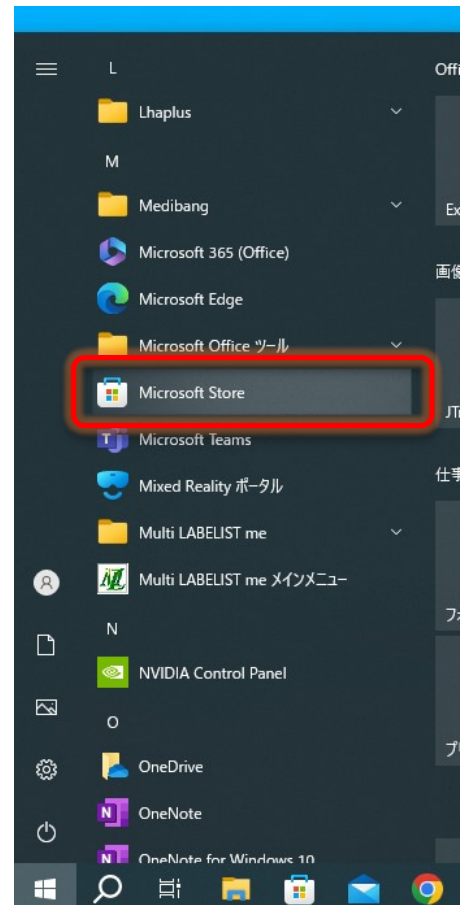 L
Offi
Lhaplus
M
Medibang
Ex
Microsoft 365 (Office)
画像
Microsoft Edge
Microsoft Office ツール
Microsoft Store
JTr
Microsoft Teams
仕事
Mixed Reality ポータル
Multi LABELIST me
Multi LABELIST me メインメニュー
フォ
N
NVIDIA Control Panel
O
プリ
OneDrive
OneNote
OneNote for Windows 10